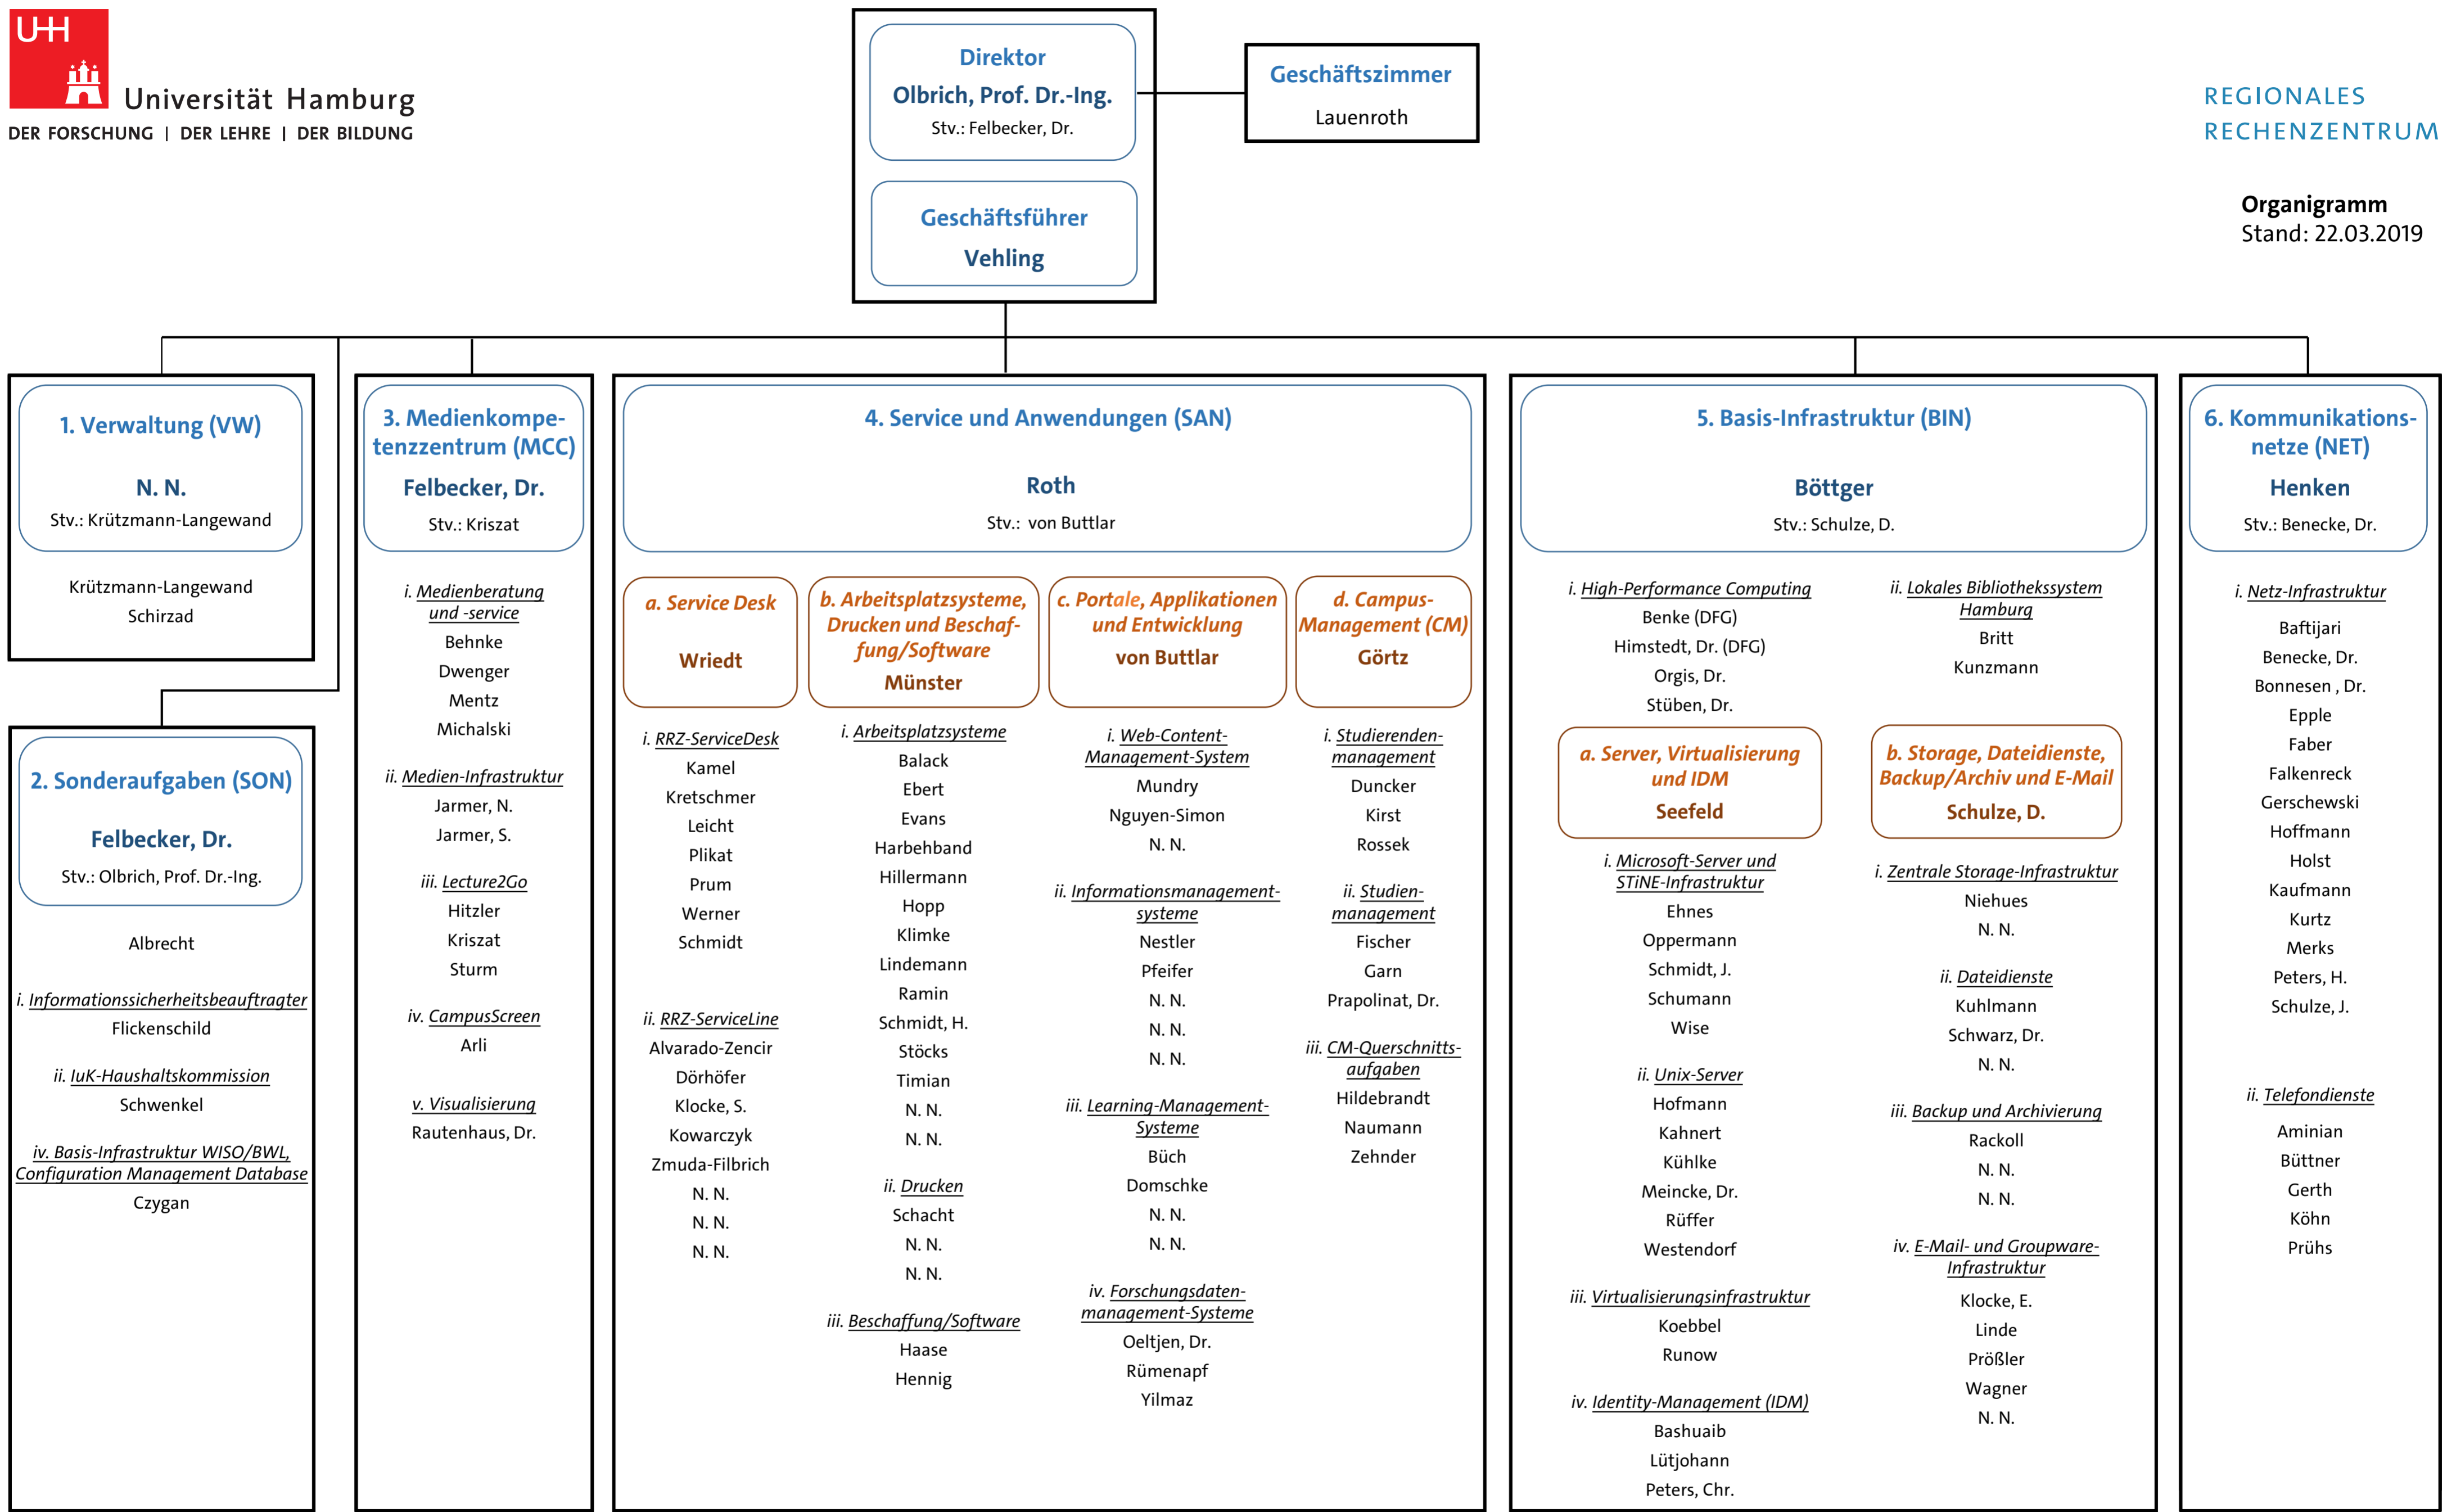 UHH
Universität Hamburg
DER FORSCHUNG | DER LEHRE | DER BILDUNG
Direktor
Olbrich, Prof. Dr.-Ing.
Stv.: Felbecker, Dr.
Geschäftsführer
Vehling
Geschäftszimmer
Lauenroth
REGIONALES
RECHENZENTRUM
Organigramm
Stand: 22.03.2019
1. Verwaltung (VW)
N. N.
Stv.: Krützmann-Langewand
Krützmann-Langewand
Schirzad
2. Sonderaufgaben (SON)
Felbecker, Dr.
Stv.: Olbrich, Prof. Dr.-Ing.
Albrecht
i. Informationssicherheitsbeauftragter
Flickenschild
ii. IuK-Haushaltskommission
Schwenkel
iv. Basis-Infrastruktur WISO/BWL,
Configuration Management Database
Czygan
3. Medienkompe-
tenzzentrum (MCC)
Felbecker, Dr.
Stv.: Kriszat
i. Medienberatung
und -service
Behnke
Dwenger
Mentz
Michalski
ii. Medien-Infrastruktur
Jarmer, N.
Jarmer, S.
iii. Lecture2Go
Hitzler
Kriszat
Sturm
iv. CampusScreen
Arli
v. Visualisierung
Rautenhaus, Dr.
4. Service und Anwendungen (SAN)
Roth
Stv.: von Buttlar
a. Service Desk
Wriedt
i. RRZ-ServiceDesk
Kamel
Kretschmer
Leicht
Plikat
Prum
Werner
Schmidt
ii. RRZ-ServiceLine
Alvarado-Zencir
Dörhöfer
Klocke, S.
Kowarczyk
Zmuda-Filbrich
N. N.
N. N.
N. N.
b. Arbeitsplatzsysteme,
Drucken und Beschaf-
fung/Software
Münster
i. Arbeitsplatzsysteme
Balack
Ebert
Evans
Harbehband
Hillermann
Hopp
Klimke
Lindemann
Ramin
Schmidt, H.
Stöcks
Timian
N. N.
N. N.
ii. Drucken
Schacht
N. N.
N. N.
iii. Beschaffung/Software
Haase
Hennig
c. Portale, Applikationen
und Entwicklung
von Buttlar
i. Web-Content-
Management-System
Mundry
Nguyen-Simon
N. N.
ii. Informationsmanagement-
systeme
Nestler
Pfeifer
N. N.
N. N.
N. N.
iii. Learning-Management-
Systeme
Büch
Domschke
N. N.
N. N.
iv. Forschungsdaten-
management-Systeme
Oeltjen, Dr.
Rümenapf
Yilmaz
d. Campus-
Management (CM)
Görtz
i. Studierenden-
management
Duncker
Kirst
Rossek
ii. Studien-
management
Fischer
Garn
Prapolinat, Dr.
iii. CM-Querschnitts-
aufgaben
Hildebrandt
Naumann
Zehnder
5. Basis-Infrastruktur (BIN)
Böttger
Stv.: Schulze, D.
i. High-Performance Computing
Benke (DFG)
Himstedt, Dr. (DFG)
Orgis, Dr.
Stüben, Dr.
ii. Lokales Bibliothekssystem
Hamburg
Britt
Kunzmann
a. Server, Virtualisierung
und IDM
Seefeld
i. Microsoft-Server und
STiNE-Infrastruktur
Ehnes
Oppermann
Schmidt, J.
Schumann
Wise
ii. Unix-Server
Hofmann
Kahnert
Kühlke
Meincke, Dr.
Rüffer
Westendorf
iii. Virtualisierungsinfrastruktur
Koebbel
Runow
iv. Identity-Management (IDM)
Bashuaib
Lütjohann
Peters, Chr.
b. Storage, Dateidienste,
Backup/Archiv und E-Mail
Schulze, D.
i. Zentrale Storage-Infrastruktur
Niehues
N. N.
ii. Dateidienste
Kuhlmann
Schwarz, Dr.
N. N.
iii. Backup und Archivierung
Rackoll
N. N.
N. N.
iv. E-Mail- und Groupware-
Infrastruktur
Klocke, E.
Linde
Prößler
Wagner
N. N.
6. Kommunikations-
netze (NET)
Henken
Stv.: Benecke, Dr.
i. Netz-Infrastruktur
Baftijari
Benecke, Dr.
Bonnesen , Dr.
Epple
Faber
Falkenreck
Gerschewski
Hoffmann
Holst
Kaufmann
Kurtz
Merks
Peters, H.
Schulze, J.
ii. Telefondienste
Aminian
Büttner
Gerth
Köhn
Prühs